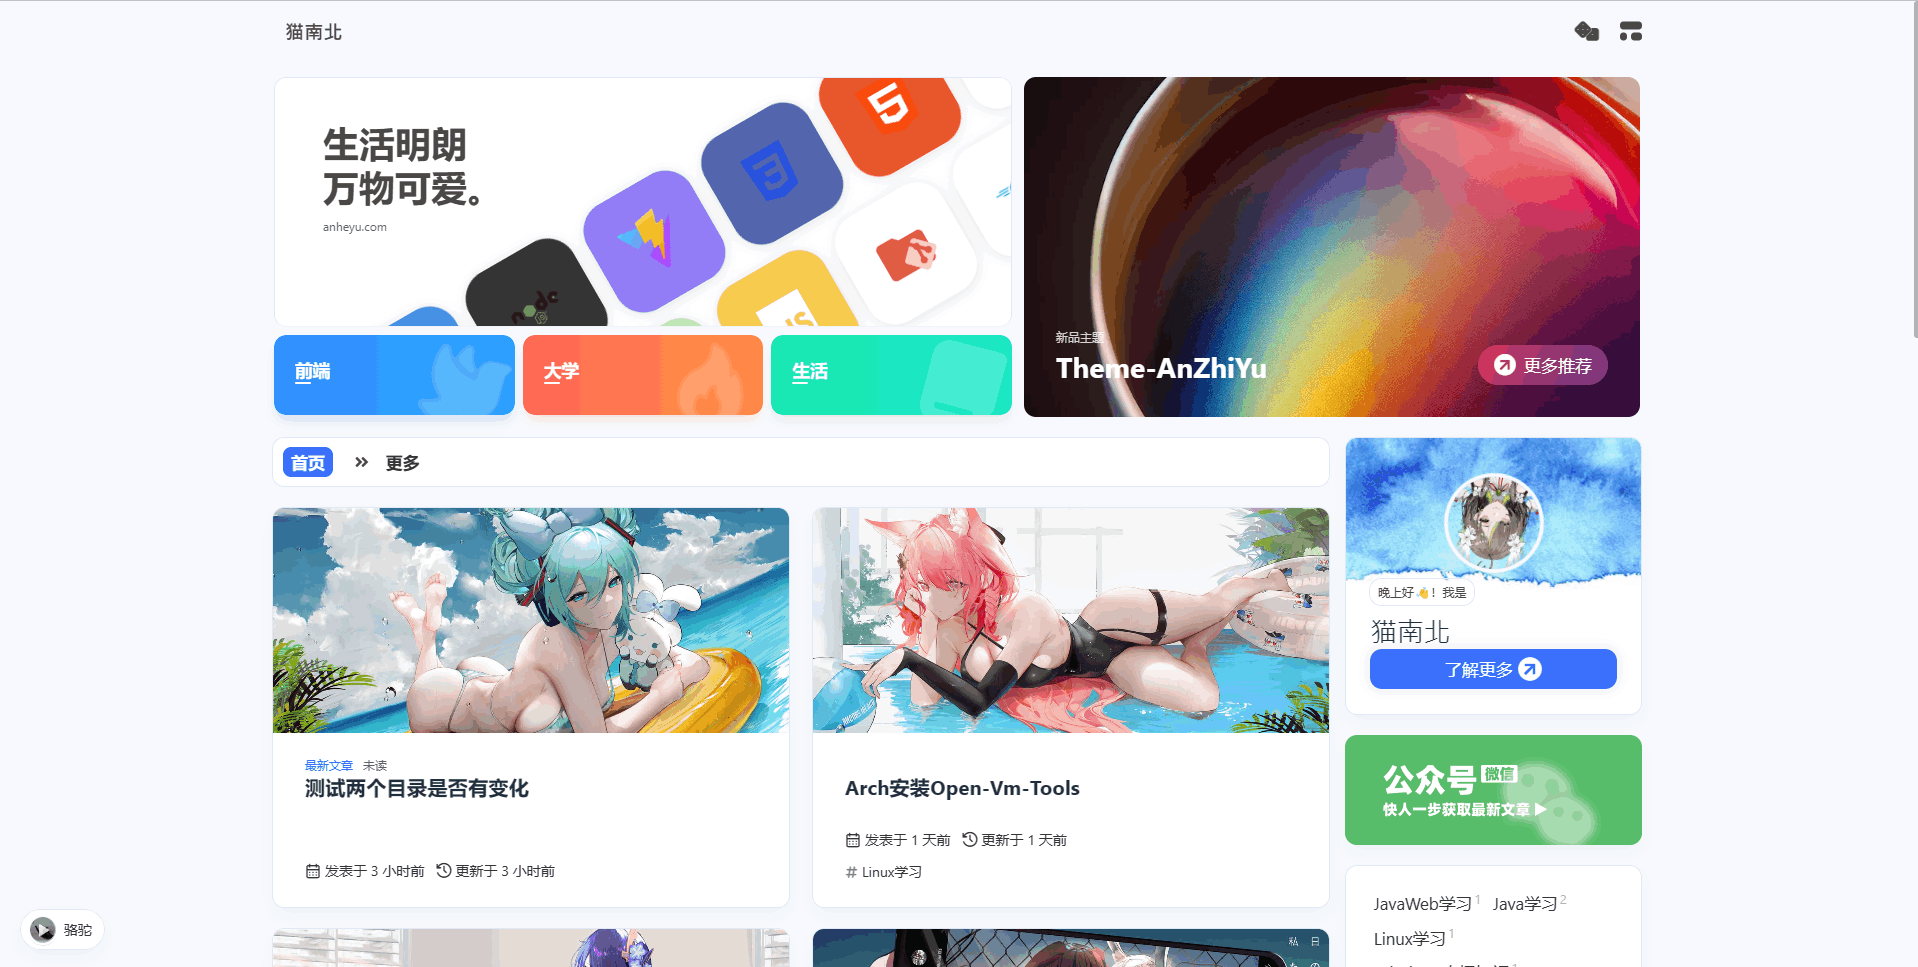 猫南北
生活明朗
万物可爱。
anheyu.com
新品主题
Theme-AnZhiYu
更多推荐
前端
大学
生活
首页
更多
最新文章 未读
测试两个目录是否有变化
发表于 3 小时前 更新于 3 小时前
Arch安装Open-Vm-Tools
发表于 1 天前 更新于 1 天前
# Linux学习
晚上好👋！我是
猫南北
了解更多
公众号 微信
快人一步获取最新文章
JavaWeb学习 1 Java学习 2
Linux学习 1
骆驼
私 日